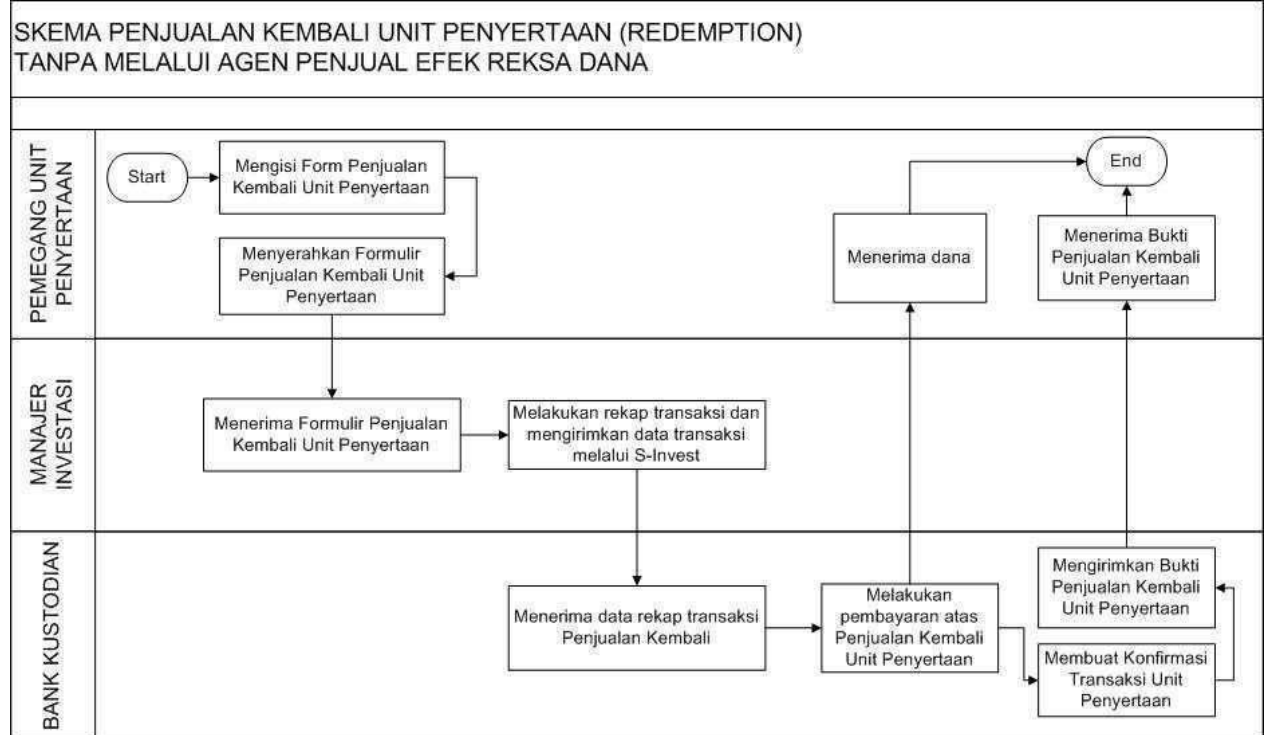 SKEMA PENJUALAN KEMBALI UNIT PENYERTAAN (REDEMPTION)
TANPA MELALUI AGEN PENJUAL EFEK REKSA DANA
PEMEGANG UNIT
PENYERTAAN
Start
Mengisi Form Penjualan
Kembali Unit Penyertaan
Menyerahkan Formulir
Penjualan Kembali Unit
Penyertaan
Menerima dana
End
Menerima Bukti
Penjualan Kembali
Unit Penyertaan
MANAJER
INVESTASI
Menerima Formulir Penjualan
Kembali Unit Penyertaan
Melakukan rekap transaksi dan
mengirimkan data transaksi
melalui S-Invest
BANK KUSTODIAN
Menerima data rekap transaksi
Penjualan Kembali
Melakukan
pembayaran atas
Penjualan Kembali
Unit Penyertaan
Mengirimkan Bukti
Penjualan Kembali
Unit Penyertaan
Membuat Konfirmasi
Transaksi Unit
Penyertaan